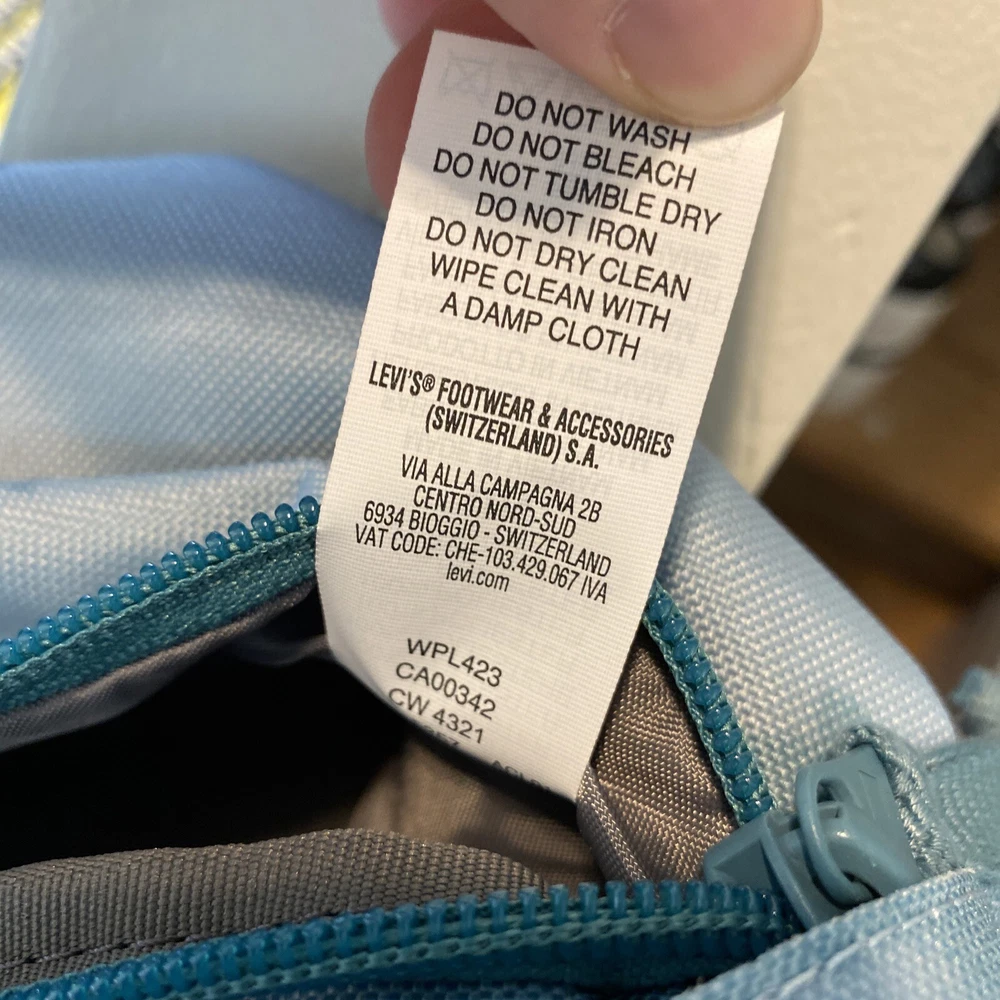 DO NOT WASH
DO NOT BLEACH
DO NOT TUMBLE DRY
DO NOT IRON
DO NOT DRY CLEAN
WIPE CLEAN WITH
A DAMP CLOTH
LEVI'S® FOOTWEAR & ACCESSORIES
(SWITZERLAND) S.A.
VIA ALLA CAMPAGNA 2B
CENTRO NORD-SUD
6934 BIOGGIO - SWITZERLAND
VAT CODE: CHE-103.429.067 IVA
levi.com
WPL423
CA00342
CW 4321